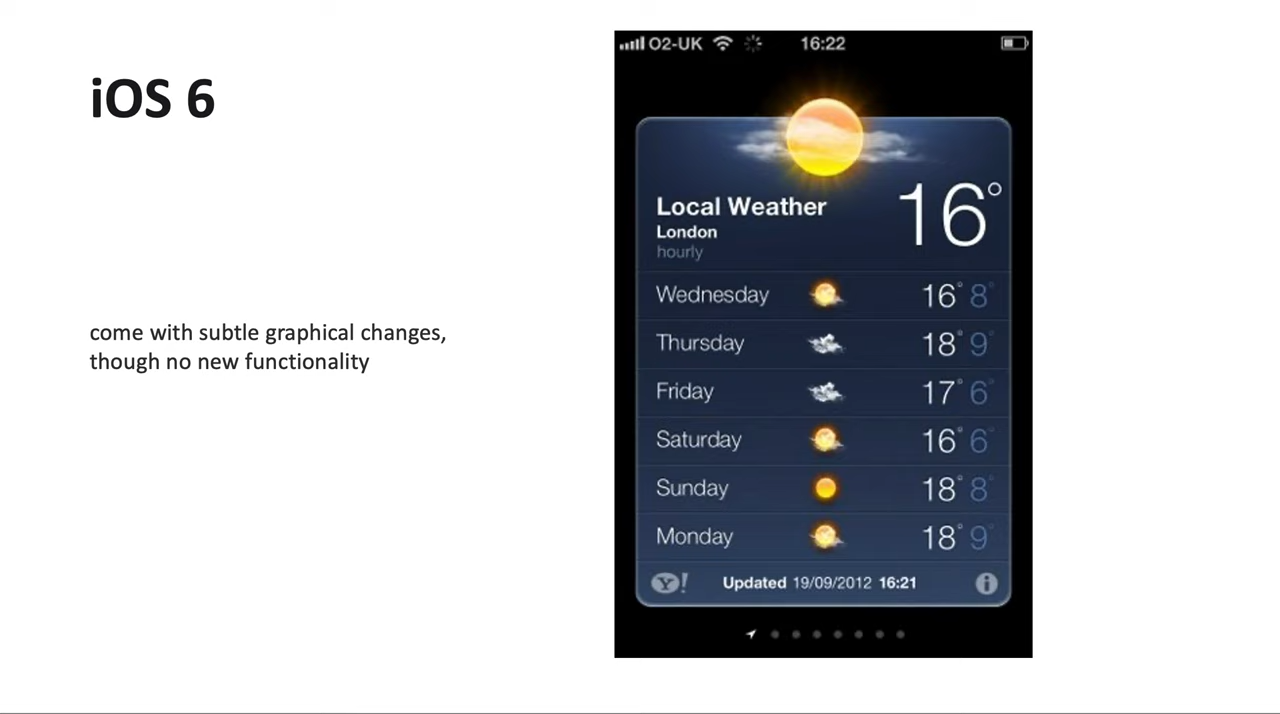 iOS 6
come with subtle graphical changes,
though no new functionality
O2-UK 16:22
Local Weather 16°
London
hourly
Wednesday 16° 8°
Thursday 18° 9°
Friday 17° 6°
Saturday 16° 6°
Sunday 18° 8°
Monday 18° 9°
Y! Updated 19/09/2012 16:21 i